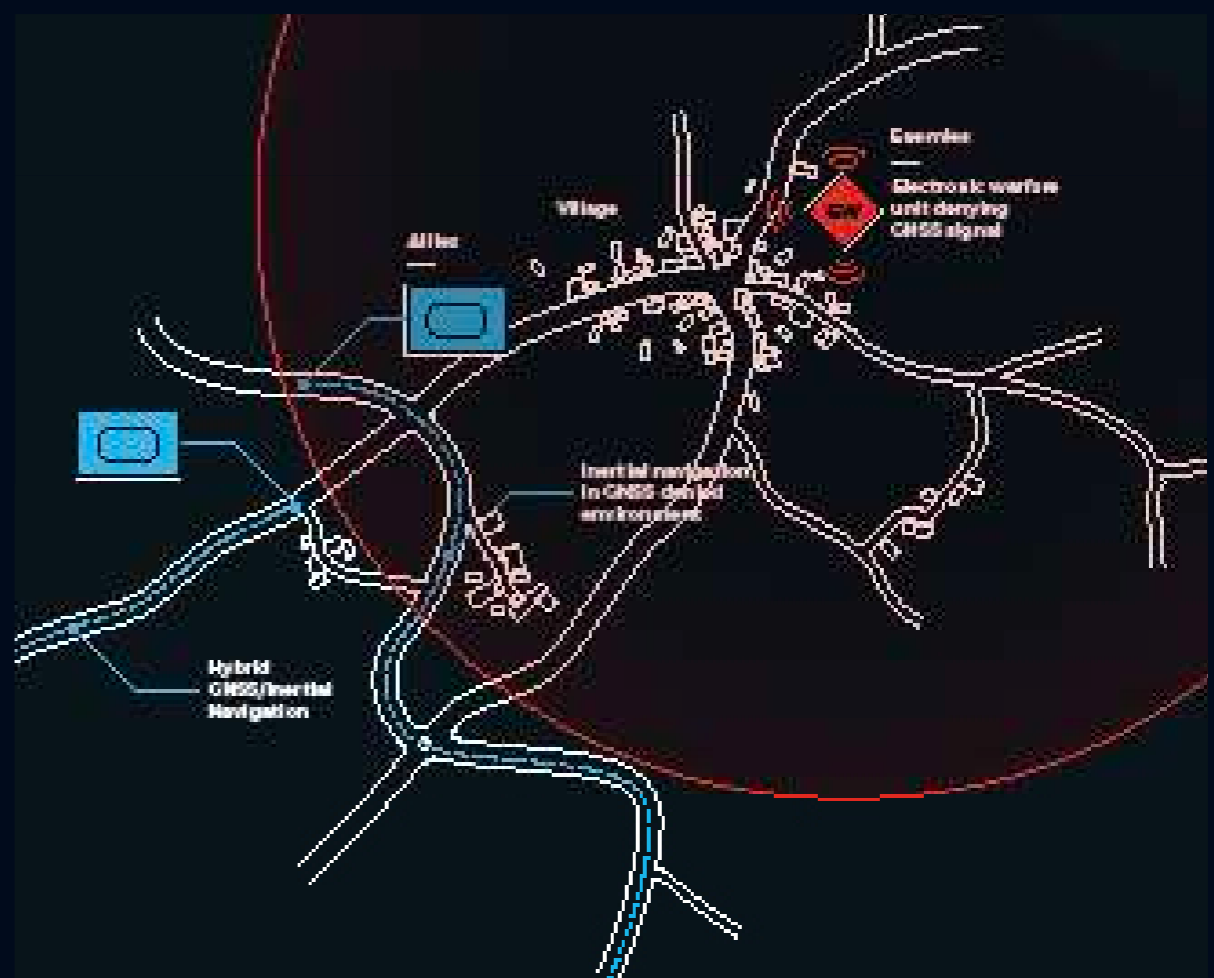 Enemies
Electronic warfare
unit denying
GNSS signal
EW
Village
Allies
Inertial navigation
in GNSS denied
environment
Hybrid
GNSS/Inertial
Navigation